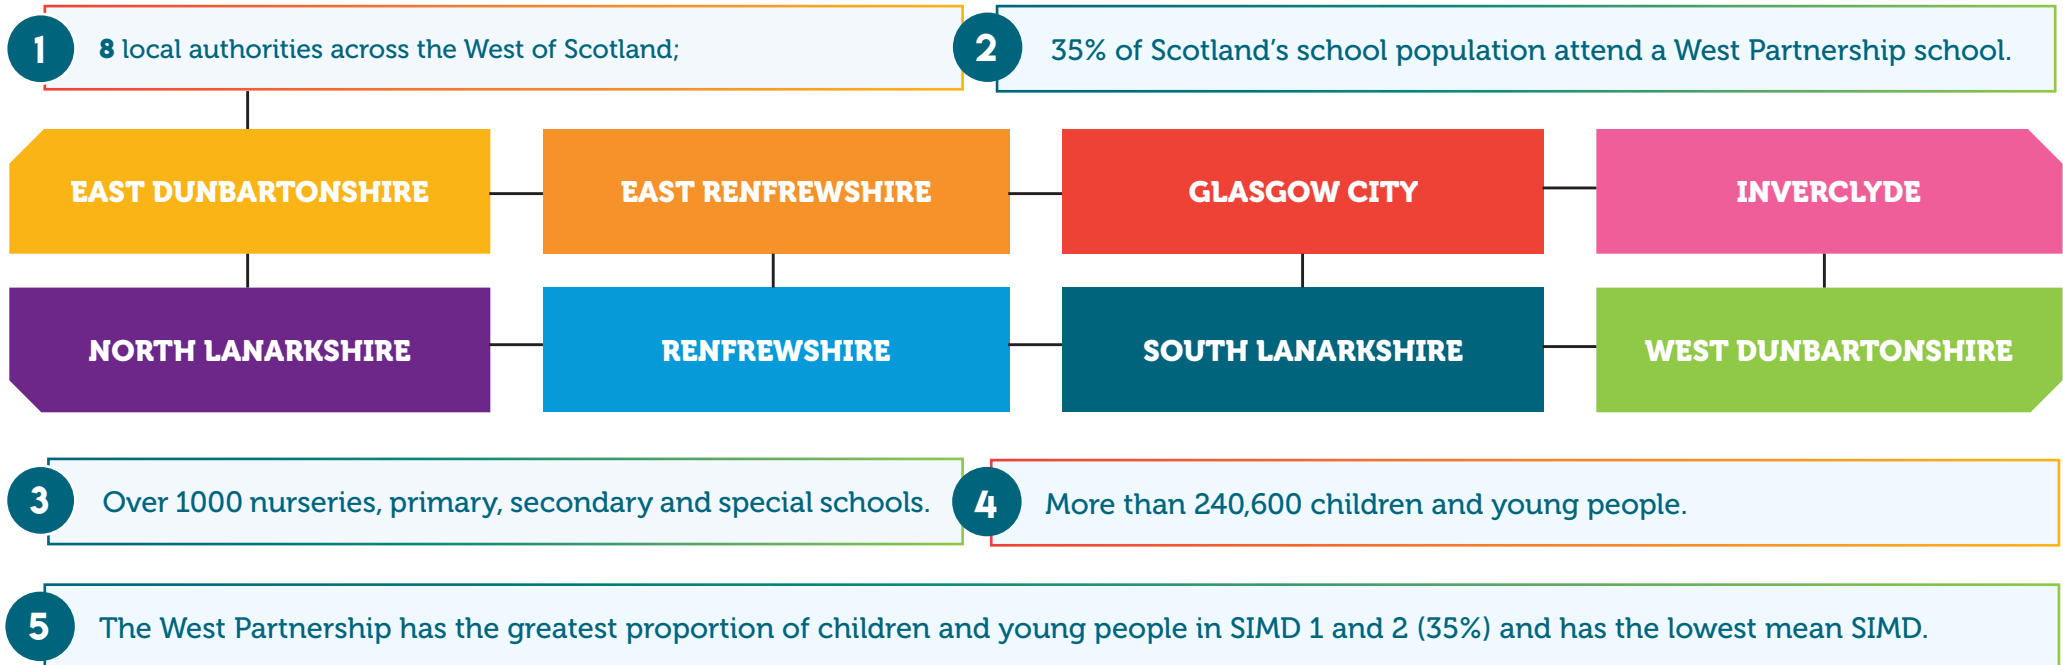 1
8 local authorities across the West of Scotland;
2
35% of Scotland's school population attend a West Partnership school.
EAST DUNBARTONSHIRE
EAST RENFREWSHIRE
GLASGOW CITY
INVERCLYDE
NORTH LANARKSHIRE
RENFREWSHIRE
SOUTH LANARKSHIRE
WEST DUNBARTONSHIRE
3
Over 1000 nurseries, primary, secondary and special schools.
4
More than 240,600 children and young people.
5
The West Partnership has the greatest proportion of children and young people in SIMD 1 and 2 (35%) and has the lowest mean SIMD.